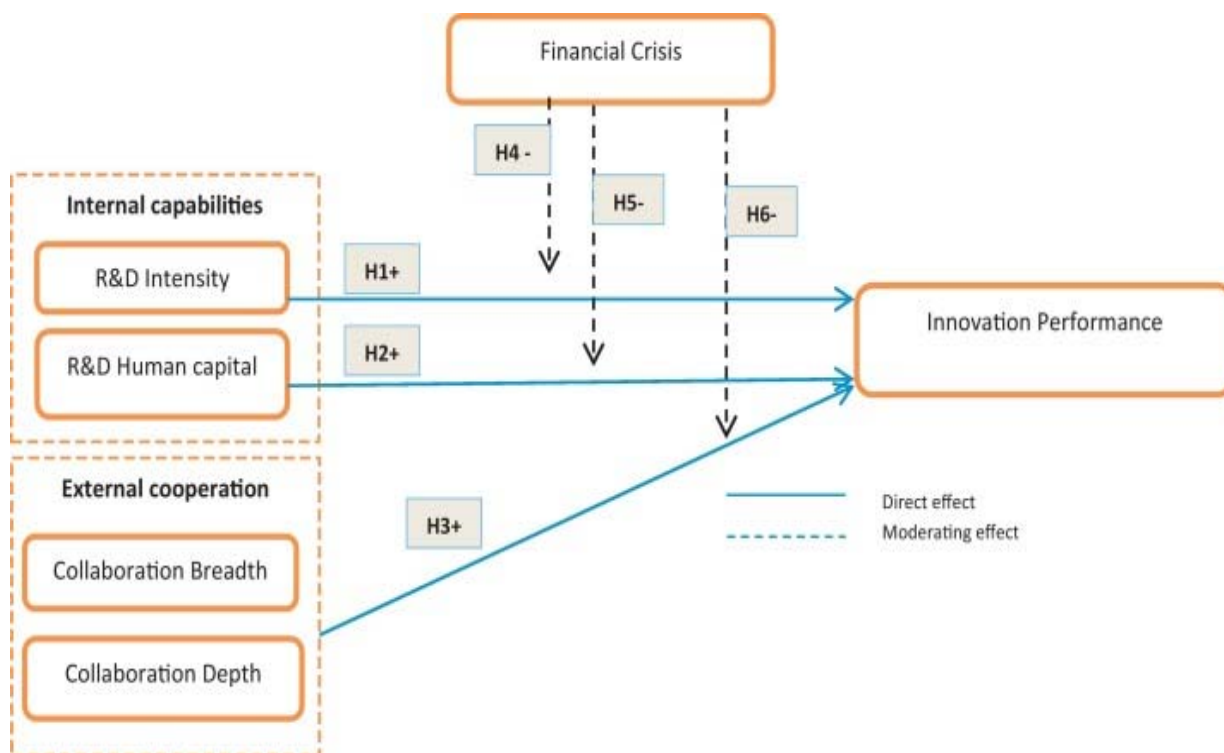 Financial Crisis
H4 -
H5-
H6-
Internal capabilities
R&D Intensity
H1+
R&D Human capital
H2+
Innovation Performance
External cooperation
H3+
Collaboration Breadth
Collaboration Depth
Direct effect
Moderating effect